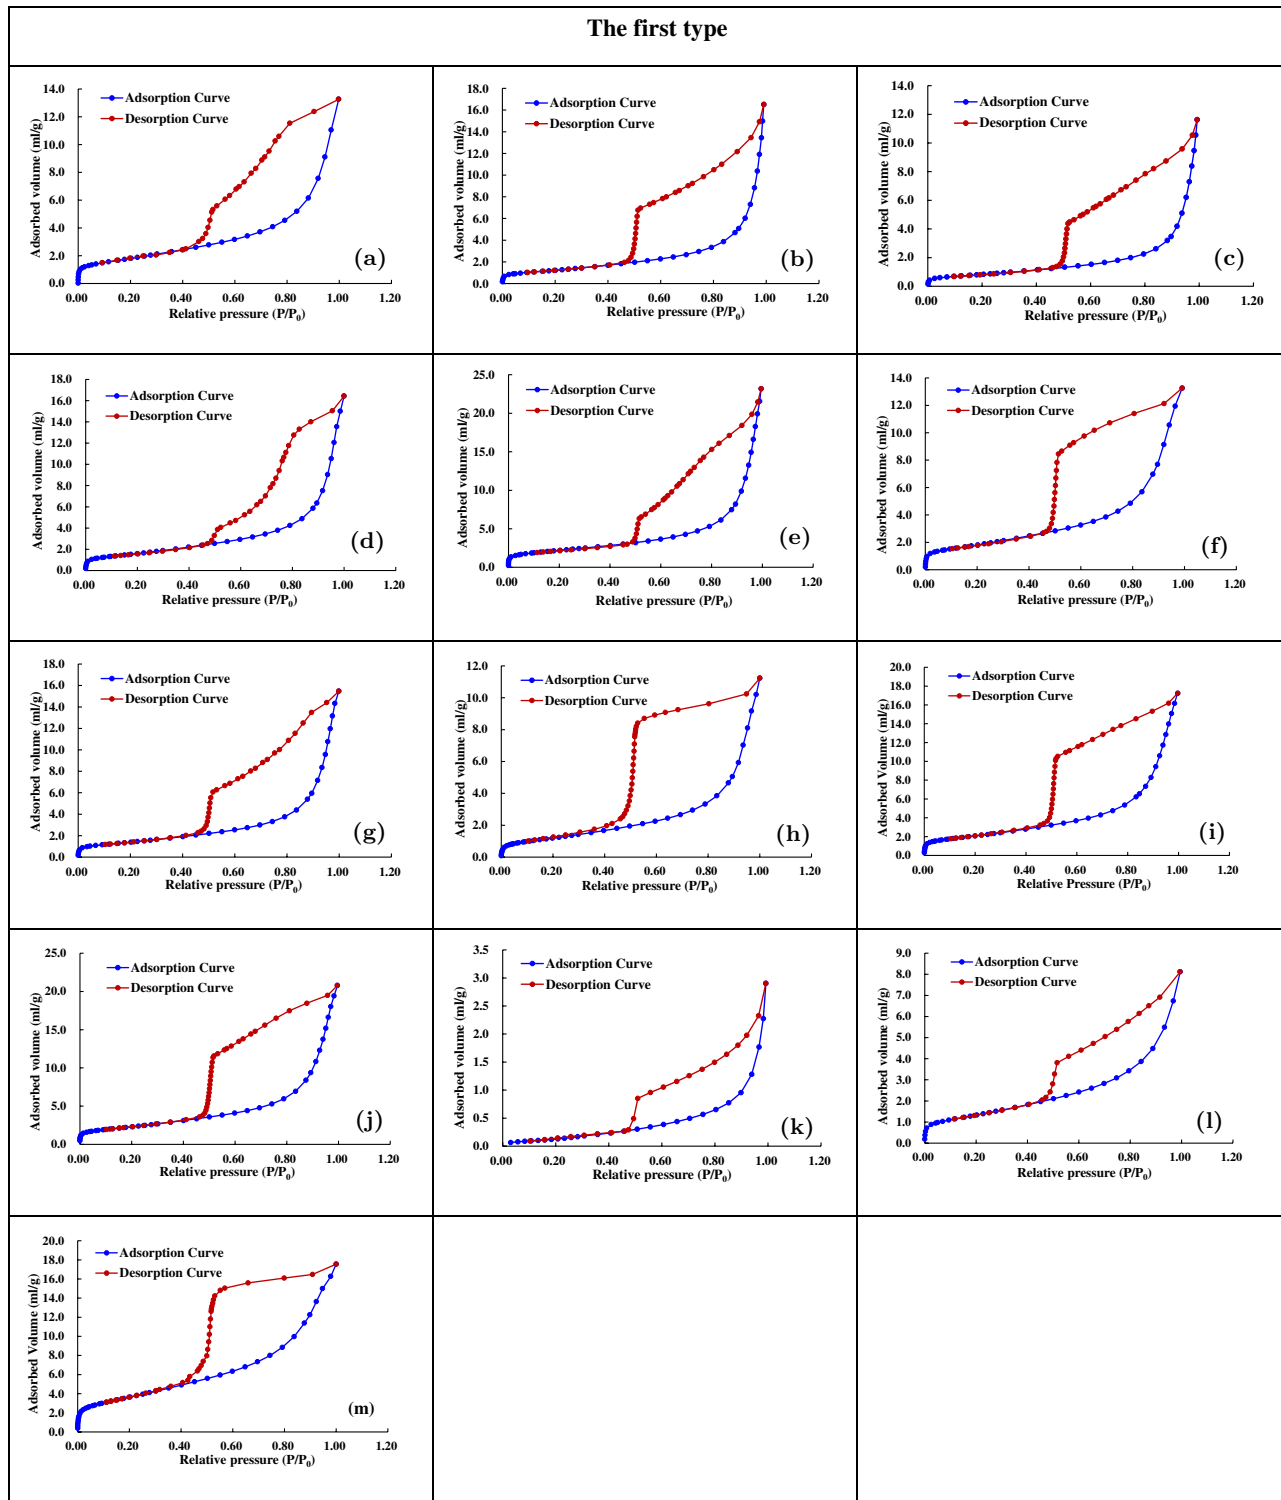 The first type
14.0
12.0
10.0
8.0
6.0
4.0
2.0
0.0
Adsorbed volume (ml/g)
Adsorption Curve
Desorption Curve
(a)
0.00 0.20 0.40 0.60 0.80 1.00 1.20
Relative pressure (P/P0)
18.0
16.0
14.0
12.0
10.0
8.0
6.0
4.0
2.0
0.0
Adsorbed volume (ml/g)
Adsorption Curve
Desorption Curve
(b)
0.00 0.20 0.40 0.60 0.80 1.00 1.20
Relative pressure (P/P0)
14.0
12.0
10.0
8.0
6.0
4.0
2.0
0.0
Adsorbed volume (ml/g)
Adsorption Curve
Desorption Curve
(c)
0.00 0.20 0.40 0.60 0.80 1.00 1.20
Relative pressure (P/P0)
18.0
16.0
14.0
12.0
10.0
8.0
6.0
4.0
2.0
0.0
Adsorbed volume (ml/g)
Adsorption Curve
Desorption Curve
(d)
0.00 0.20 0.40 0.60 0.80 1.00 1.20
Relative pressure (P/P0)
25.0
20.0
15.0
10.0
5.0
0.0
Adsorbed volume (ml/g)
Adsorption Curve
Desorption Curve
(e)
0.00 0.20 0.40 0.60 0.80 1.00 1.20
Relative pressure (P/P0)
14.0
12.0
10.0
8.0
6.0
4.0
2.0
0.0
Adsorbed volume (ml/g)
Adsorption Curve
Desorption Curve
(f)
0.00 0.20 0.40 0.60 0.80 1.00 1.20
Relative pressure (P/P0)
18.0
16.0
14.0
12.0
10.0
8.0
6.0
4.0
2.0
0.0
Adsorbed volume (ml/g)
Adsorption Curve
Desorption Curve
(g)
0.00 0.20 0.40 0.60 0.80 1.00 1.20
Relative pressure (P/P0)
12.0
10.0
8.0
6.0
4.0
2.0
0.0
Adsorbed volume (ml/g)
Adsorption Curve
Desorption Curve
(h)
0.00 0.20 0.40 0.60 0.80 1.00 1.20
Relative pressure (P/P0)
20.0
18.0
16.0
14.0
12.0
10.0
8.0
6.0
4.0
2.0
0.0
Adsorbed Volume (ml/g)
Adsorption Curve
Desorption Curve
(i)
0.00 0.20 0.40 0.60 0.80 1.00 1.20
Relative Pressure (P/P0)
25.0
20.0
15.0
10.0
5.0
0.0
Adsorbed volume (ml/g)
Adsorption Curve
Desorption Curve
(j)
0.00 0.20 0.40 0.60 0.80 1.00 1.20
Relative pressure (P/P0)
3.5
3.0
2.5
2.0
1.5
1.0
0.5
0.0
Adsorbed volume (ml/g)
Adsorption Curve
Desorption Curve
(k)
0.00 0.20 0.40 0.60 0.80 1.00 1.20
Relative pressure (P/P0)
9.0
8.0
7.0
6.0
5.0
4.0
3.0
2.0
1.0
0.0
Adsorbed volume (ml/g)
Adsorption Curve
Desorption Curve
(l)
0.00 0.20 0.40 0.60 0.80 1.00 1.20
Relative pressure (P/P0)
20.0
18.0
16.0
14.0
12.0
10.0
8.0
6.0
4.0
2.0
0.0
Adsorbed Volume (ml/g)
Adsorption Curve
Desorption Curve
(m)
0.00 0.20 0.40 0.60 0.80 1.00 1.20
Relative pressure (P/P0)